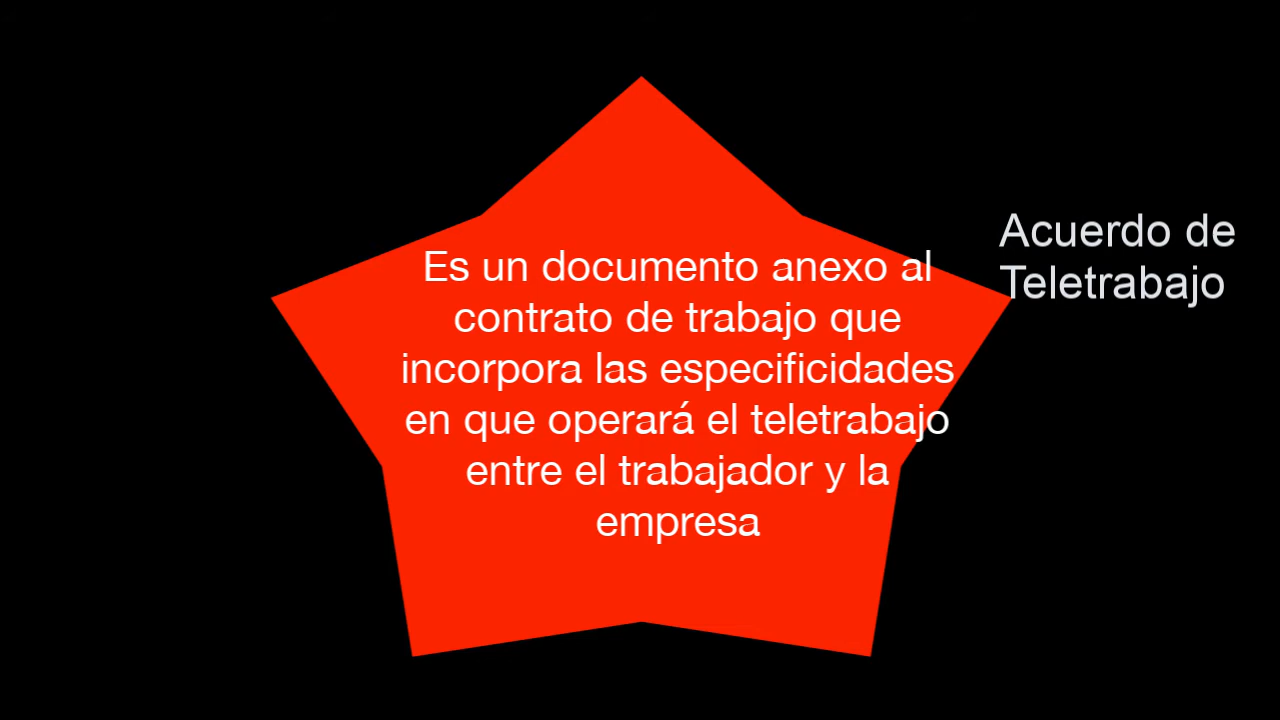 Acuerdo de
Teletrabajo
Es un documento anexo al
contrato de trabajo que
incorpora las especificidades
en que operará el teletrabajo
entre el trabajador y la
empresa